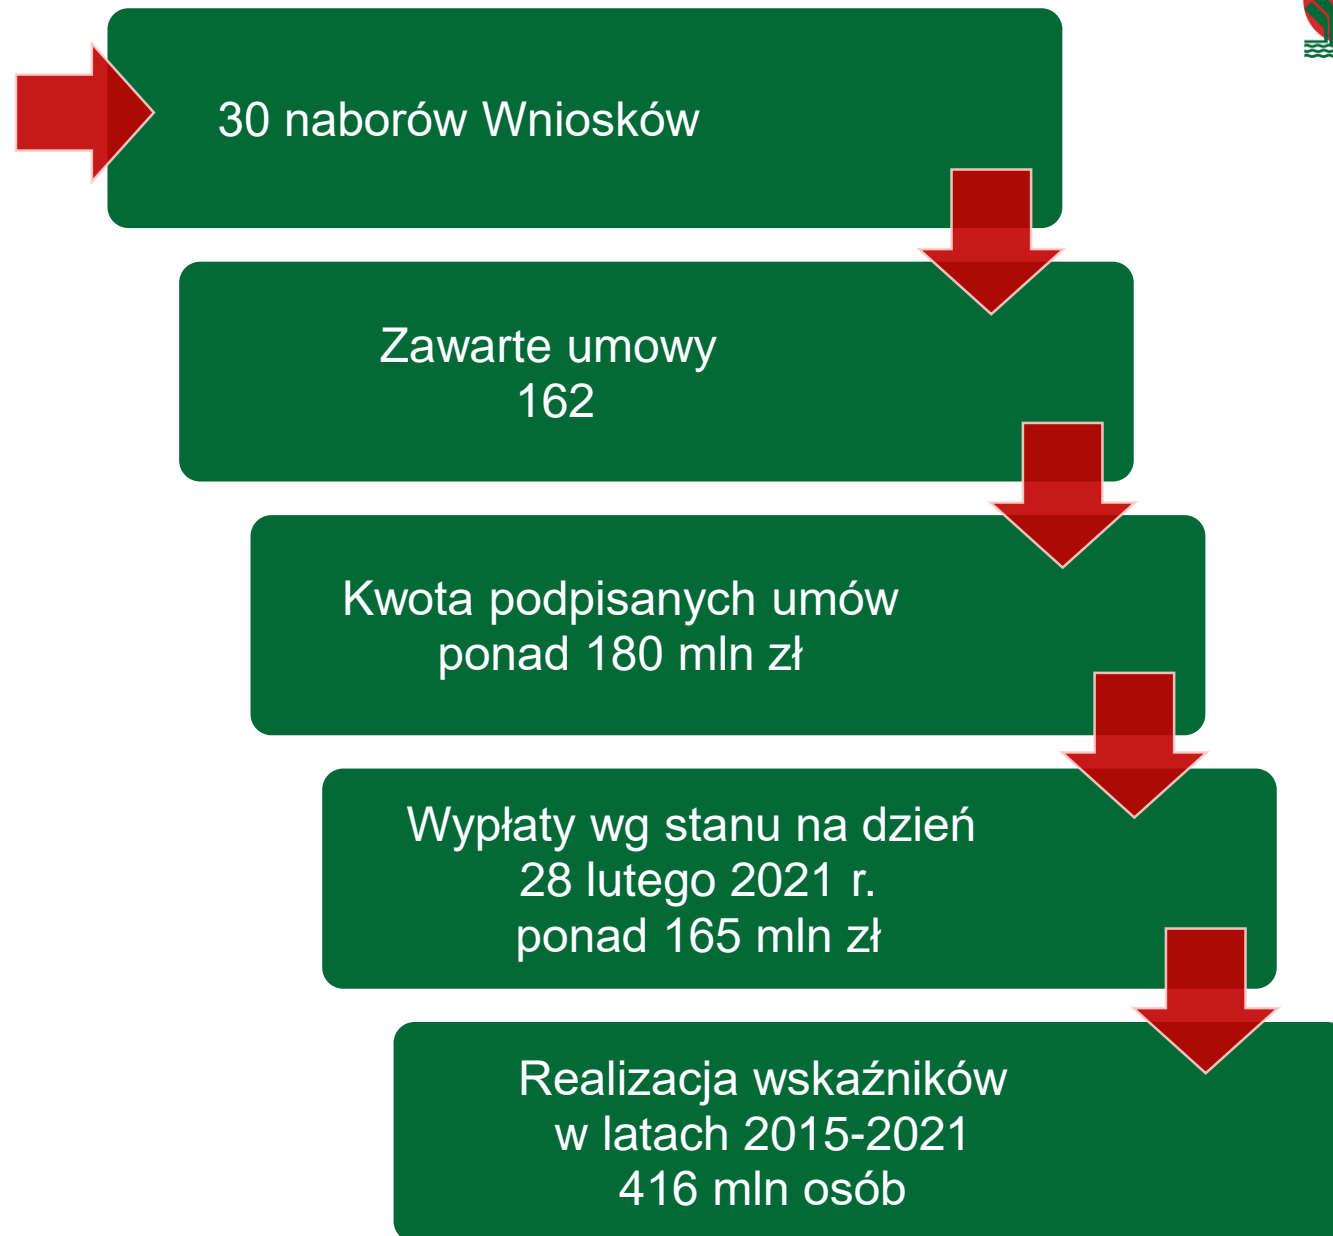 30 naborów Wniosków
Zawarte umowy
162
Kwota podpisanych umów
ponad 180 mln zł
Wypłaty wg stanu na dzień
28 lutego 2021 r.
ponad 165 mln zł
Realizacja wskaźników
w latach 2015-2021
416 mln osób